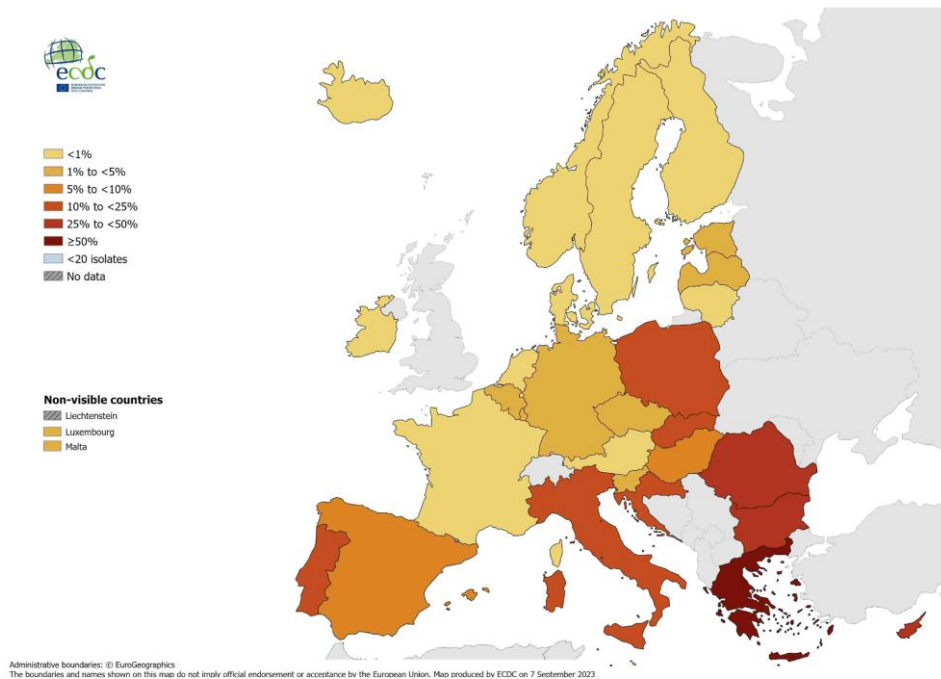 ecdc
<1%
1% to <5%
5% to <10%
10% to <25%
25% to <50%
≥50%
<20 isolates
No data
Non-visible countries
Liechtenstein
Luxembourg
Malta
Administrative boundaries: © EuroGeographics
The boundaries and names shown on this map do not imply official endorsement or acceptance by the European Union. Map produced by ECDC on 7 September 2023